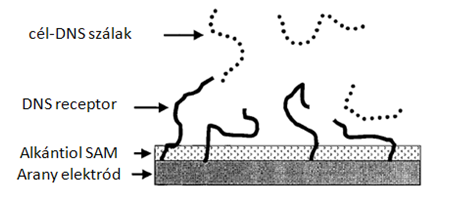 cél-DNS szálak
DNS receptor
Alkántiol SAM
Arany elektród